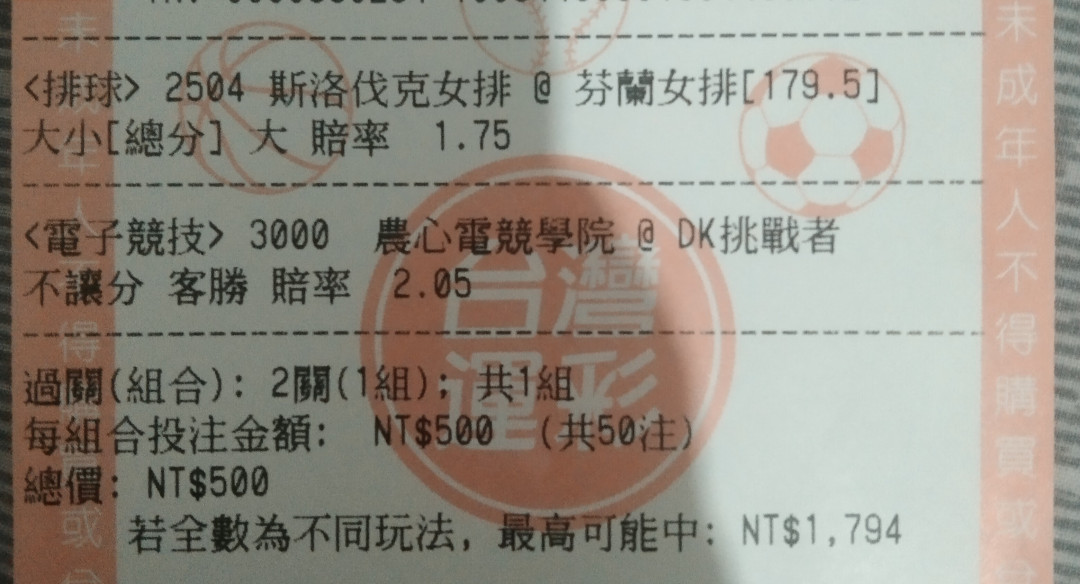 <排球> 2504 斯洛伐克女排 @ 芬蘭女排[179.5]
大小[總分] 大 賠率 1.75
<電子競技> 3000 農心電競學院 @ DK挑戰者
不讓分 客勝 賠率 2.05
過關(組合): 2關(1組); 共1組
每組合投注金額: NT$500 (共50注)
總價: NT$500
若全數為不同玩法, 最高可能中: NT$1,794
台灣
運彩
未成年人不得購買或